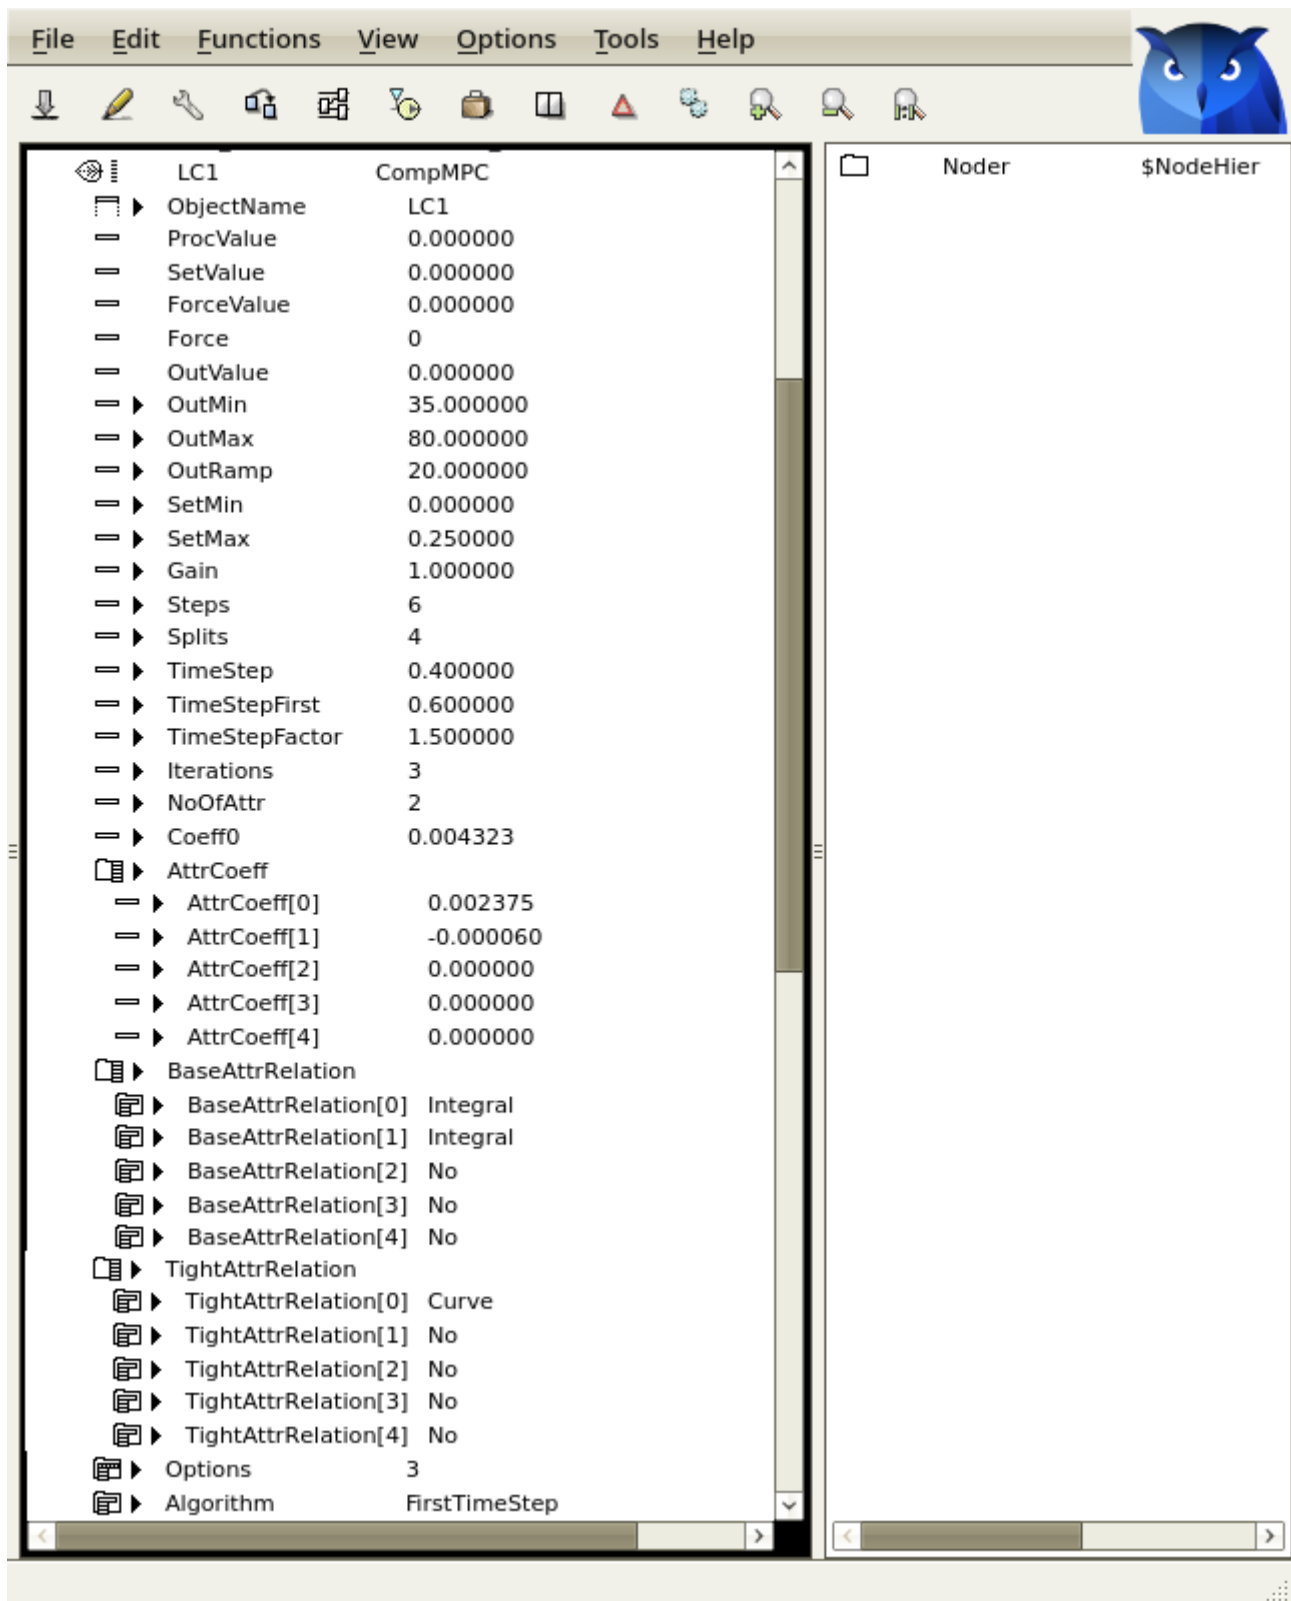 File Edit Functions View Options Tools Help
LC1 CompMPC
ObjectName LC1
ProcValue 0.000000
SetValue 0.000000
ForceValue 0.000000
Force 0
OutValue 0.000000
OutMin 35.000000
OutMax 80.000000
OutRamp 20.000000
SetMin 0.000000
SetMax 0.250000
Gain 1.000000
Steps 6
Splits 4
TimeStep 0.400000
TimeStepFirst 0.600000
TimeStepFactor 1.500000
Iterations 3
NoOfAttr 2
Coeff0 0.004323
AttrCoeff
AttrCoeff[0] 0.002375
AttrCoeff[1] -0.000060
AttrCoeff[2] 0.000000
AttrCoeff[3] 0.000000
AttrCoeff[4] 0.000000
BaseAttrRelation
BaseAttrRelation[0] Integral
BaseAttrRelation[1] Integral
BaseAttrRelation[2] No
BaseAttrRelation[3] No
BaseAttrRelation[4] No
TightAttrRelation
TightAttrRelation[0] Curve
TightAttrRelation[1] No
TightAttrRelation[2] No
TightAttrRelation[3] No
TightAttrRelation[4] No
Options 3
Algorithm FirstTimeStep
Noder $NodeHier